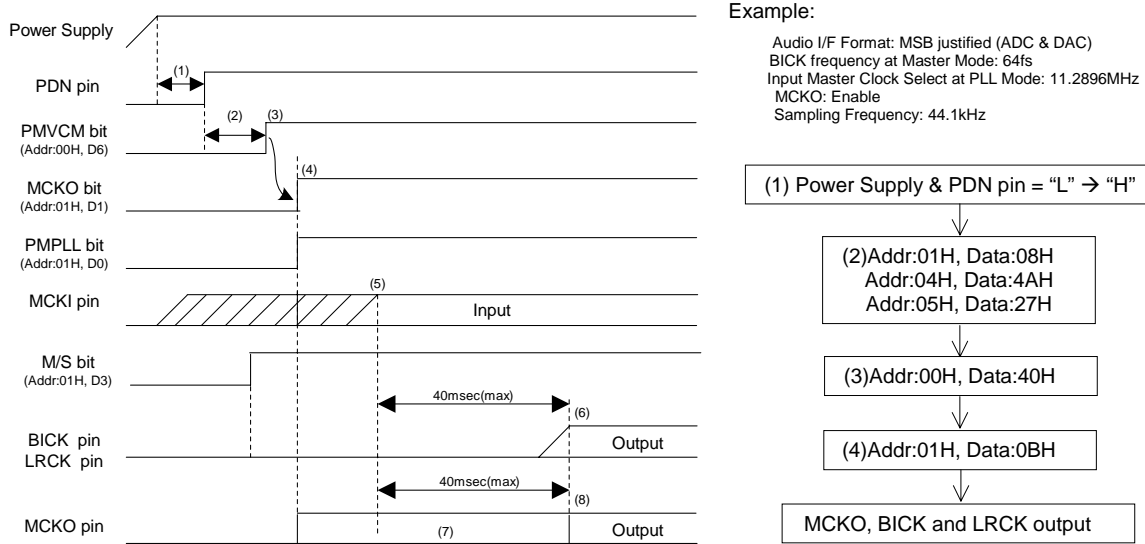 Power Supply
(1)
PDN pin
(2)
(3)
PMVCM bit
(Addr:00H, D6)
(4)
MCKO bit
(Addr:01H, D1)
PMPLL bit
(Addr:01H, D0)
(5)
MCKI pin
Input
M/S bit
(Addr:01H, D3)
40msec(max)
(6)
BICK pin
LRCK pin
Output
40msec(max)
(8)
MCKO pin
(7)
Output
Example:
Audio I/F Format: MSB justified (ADC & DAC)
BICK frequency at Master Mode: 64fs
Input Master Clock Select at PLL Mode: 11.2896MHz
MCKO: Enable
Sampling Frequency: 44.1kHz
(1) Power Supply & PDN pin = “L” → “H”
(2)Addr:01H, Data:08H
Addr:04H, Data:4AH
Addr:05H, Data:27H
(3)Addr:00H, Data:40H
(4)Addr:01H, Data:0BH
MCKO, BICK and LRCK output